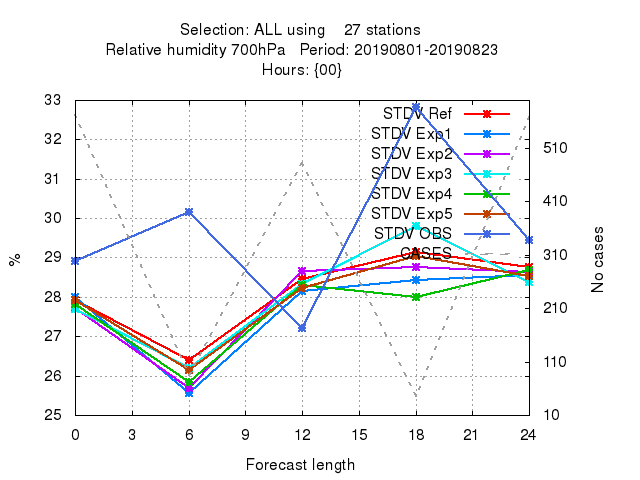 Selection: ALL using 27 stations
Relative humidity 700hPa Period: 20190801-20190823
Hours: {00}
33
32
31
30
29
28
27
26
25
%
STDV Ref
STDV Exp1
STDV Exp2
STDV Exp3
STDV Exp4
STDV Exp5
STDV OBS
CASES
510
410
310
210
110
10
No cases
0 3 6 9 12 15 18 21 24
Forecast length